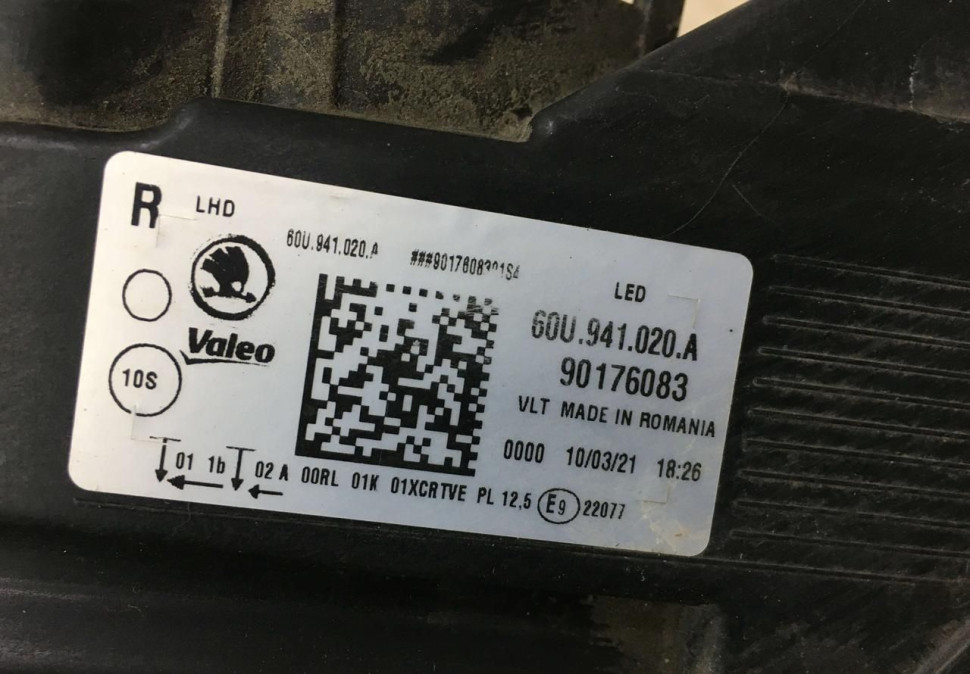 R LHD
60U.941.020.A
LED
Valeo
60U.941.020.A
90176083
10S
VLT MADE IN ROMANIA
0000 10/03/21 18:26
01 1b 02 A 00RL 01K 01XCRTVE PL 12,5 E9 22077